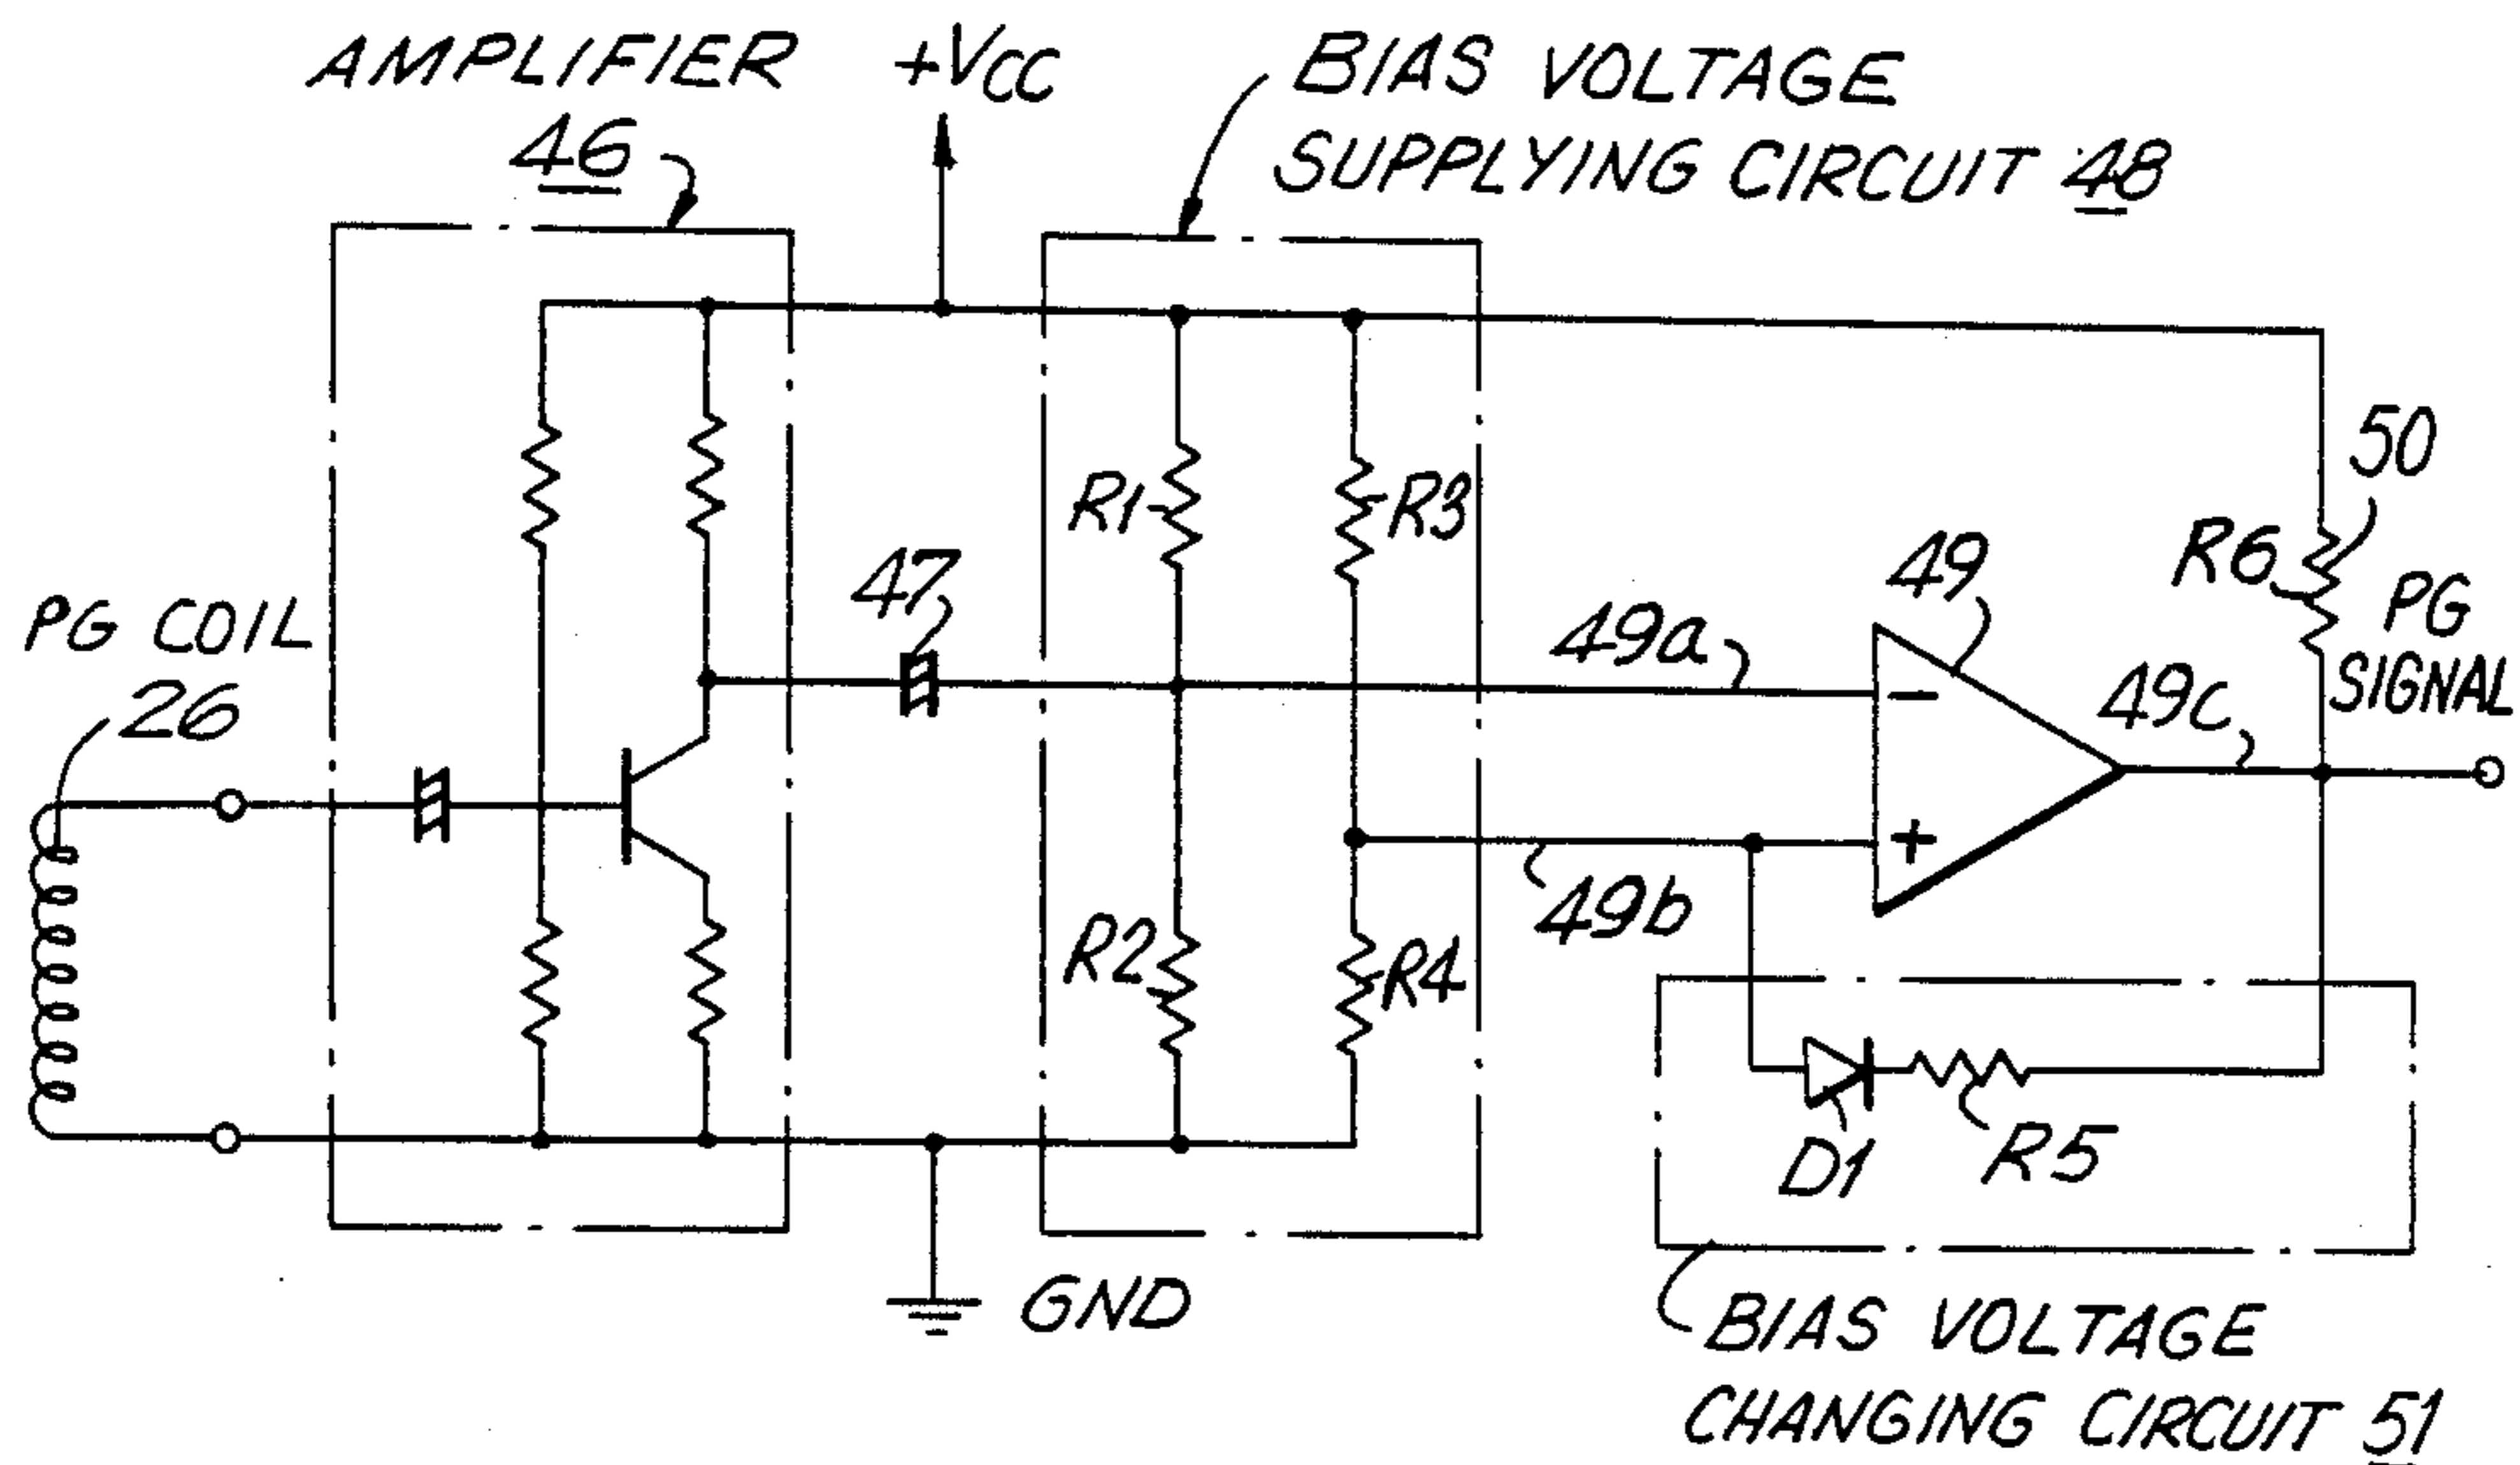 AMPLIFIER
46
+VCC
BIAS VOLTAGE
SUPPLYING CIRCUIT 48
R1
R3
50
R6
PG
SIGNAL
47
49
49a
49c
PG COIL
26
+
-
49b
R2
R4
D1
R5
GND
BIAS VOLTAGE
CHANGING CIRCUIT 51